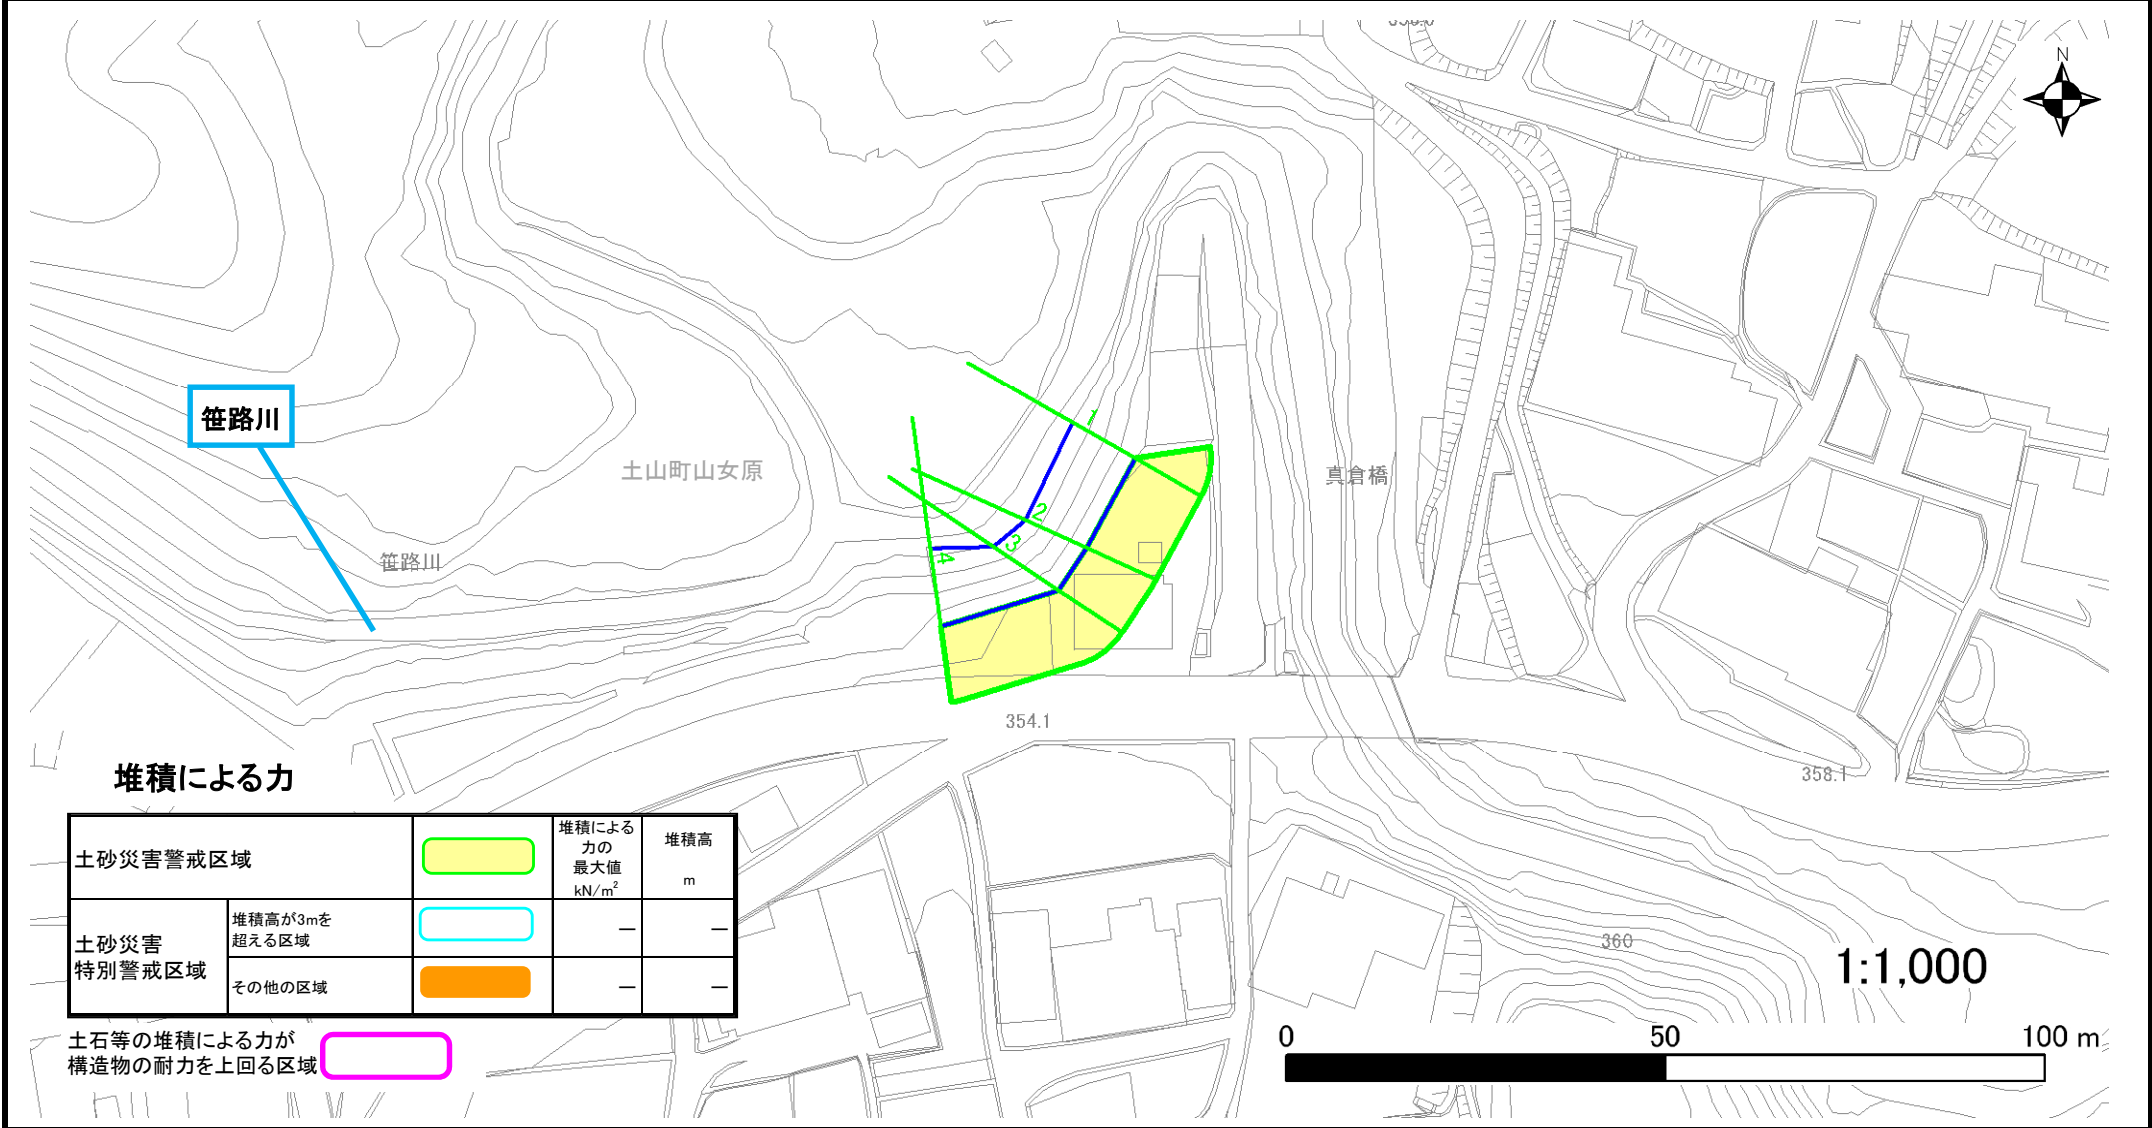 N
笹路川
1
土山町山女原
真倉橋
2
3
4
笹路川
354.1
358.1
堆積による力
土砂災害警戒区域
堆積による
力の
最大値
kN/m²
堆積高
m
土砂災害
特別警戒区域
堆積高が3mを
超える区域
—
—
その他の区域
—
—
360
1:1,000
土石等の堆積による力が
構造物の耐力を上回る区域
0 50 100 m